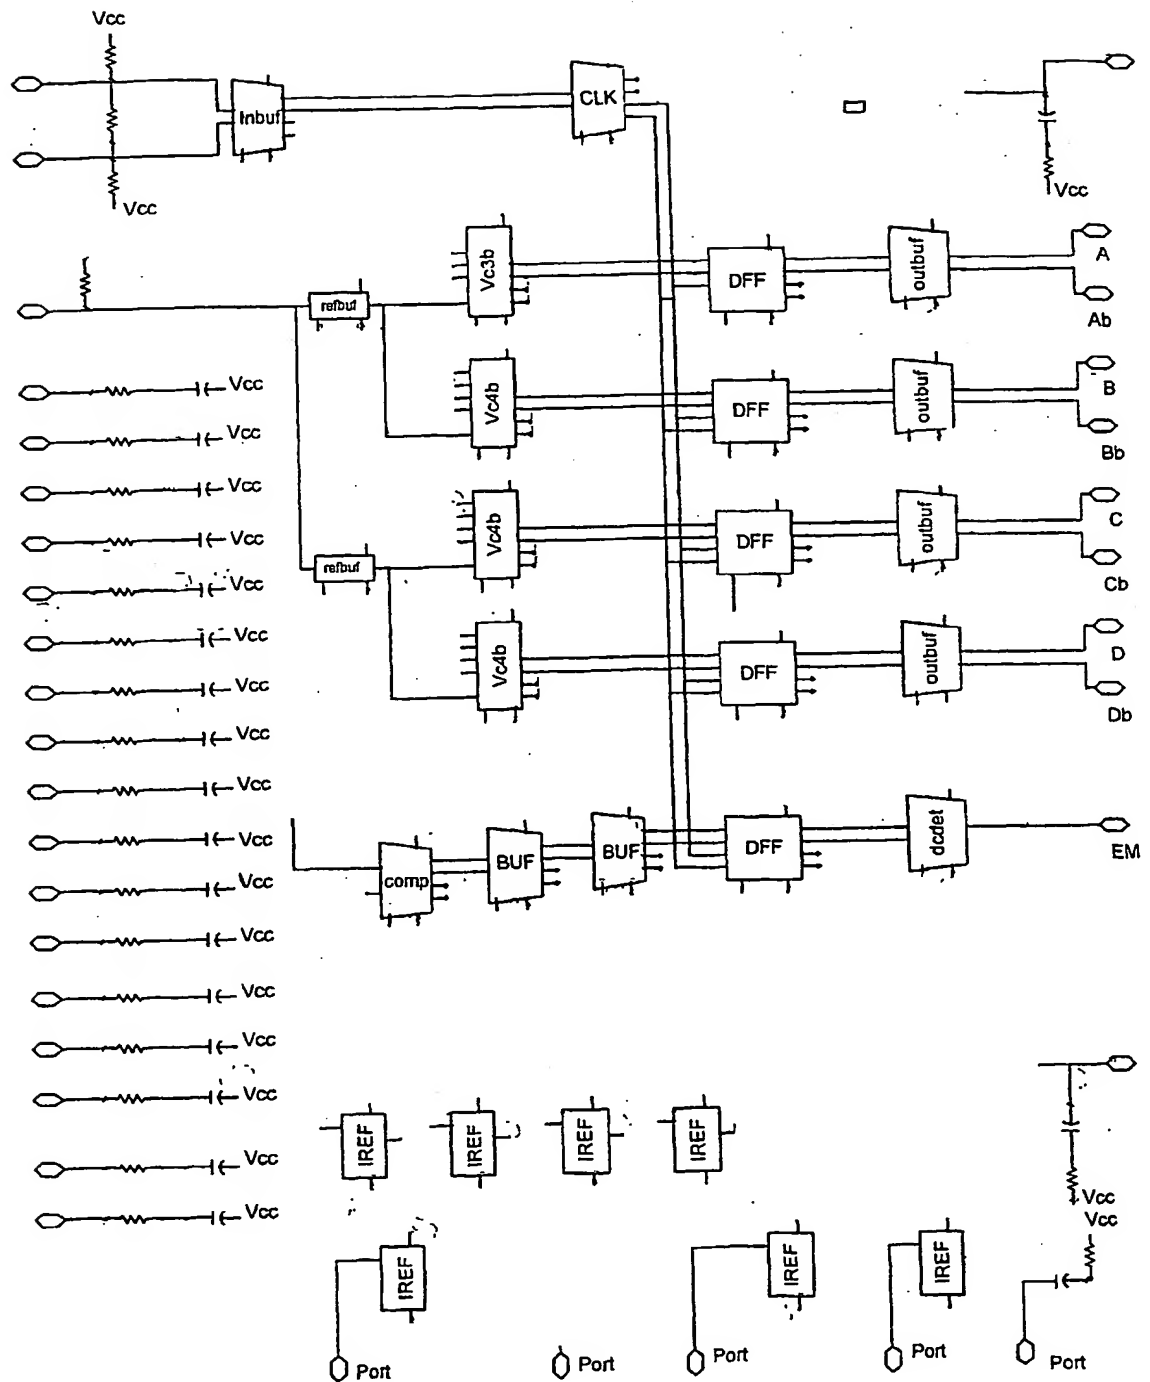 Vcc
Inbuf
CLK
Vcc
Vcc
Vc3b
DFF
outbuf
A
refbuf
Ab
Vcc
Vc4b
DFF
outbuf
B
Vcc
Bb
Vcc
Vc4b
DFF
outbuf
C
Vcc
refbuf
Cb
Vcc
Vcc
Vc4b
DFF
outbuf
D
Vcc
Db
Vcc
Vcc
Vcc
comp
BUF
BUF
DFF
dcdet
EM
Vcc
Vcc
Vcc
Vcc
Vcc
IREF
IREF
IREF
IREF
Vcc
Vcc
Vcc
Vcc
IREF
IREF
IREF
Port
Port
Port
Port
Port